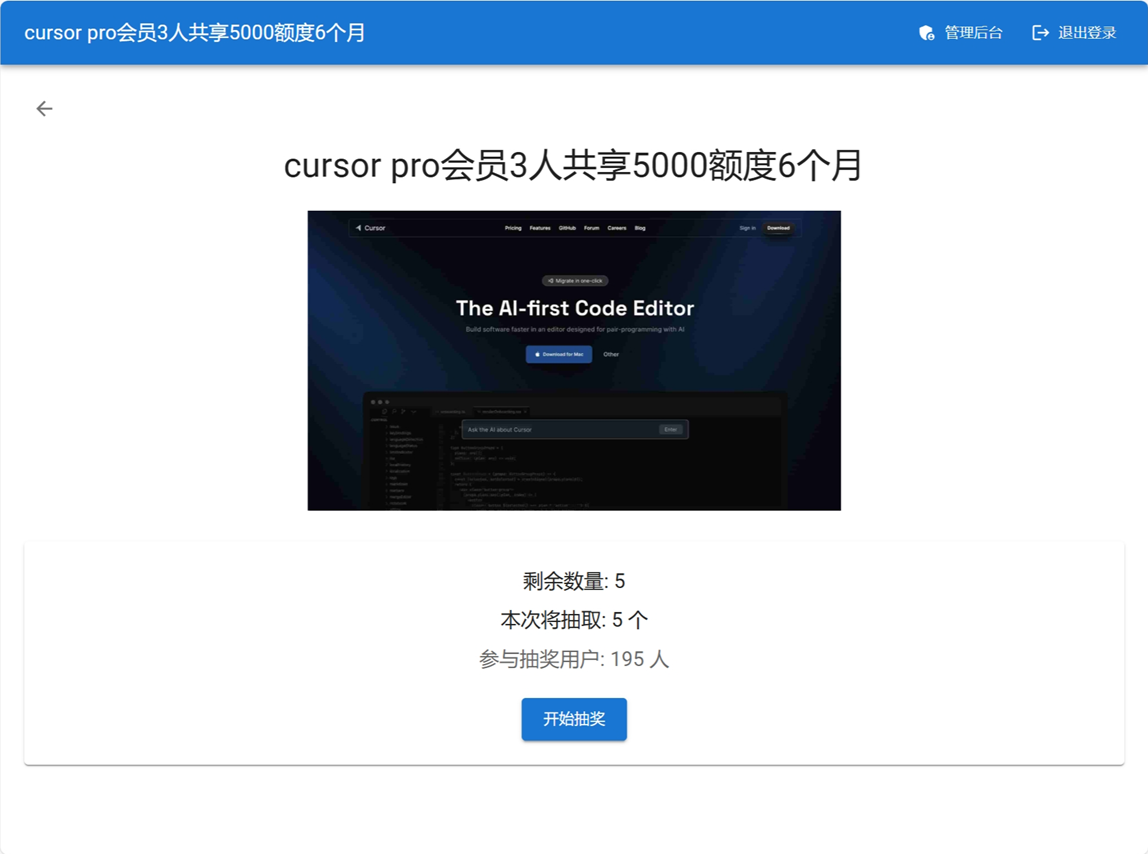 cursor pro会员3人共享5000额度6个月
管理后台
退出登录
cursor pro会员3人共享5000额度6个月
Cursor
Pricing Features GitHub Forum Careers Blog
Sign in
Download
Migrate in one-click
The AI-first Code Editor
Build software faster in an editor designed for pair-programming with AI
Download for Mac
Other
Ask the AI about Cursor
Enter
剩余数量: 5
本次将抽取: 5 个
参与抽奖用户: 195 人
开始抽奖